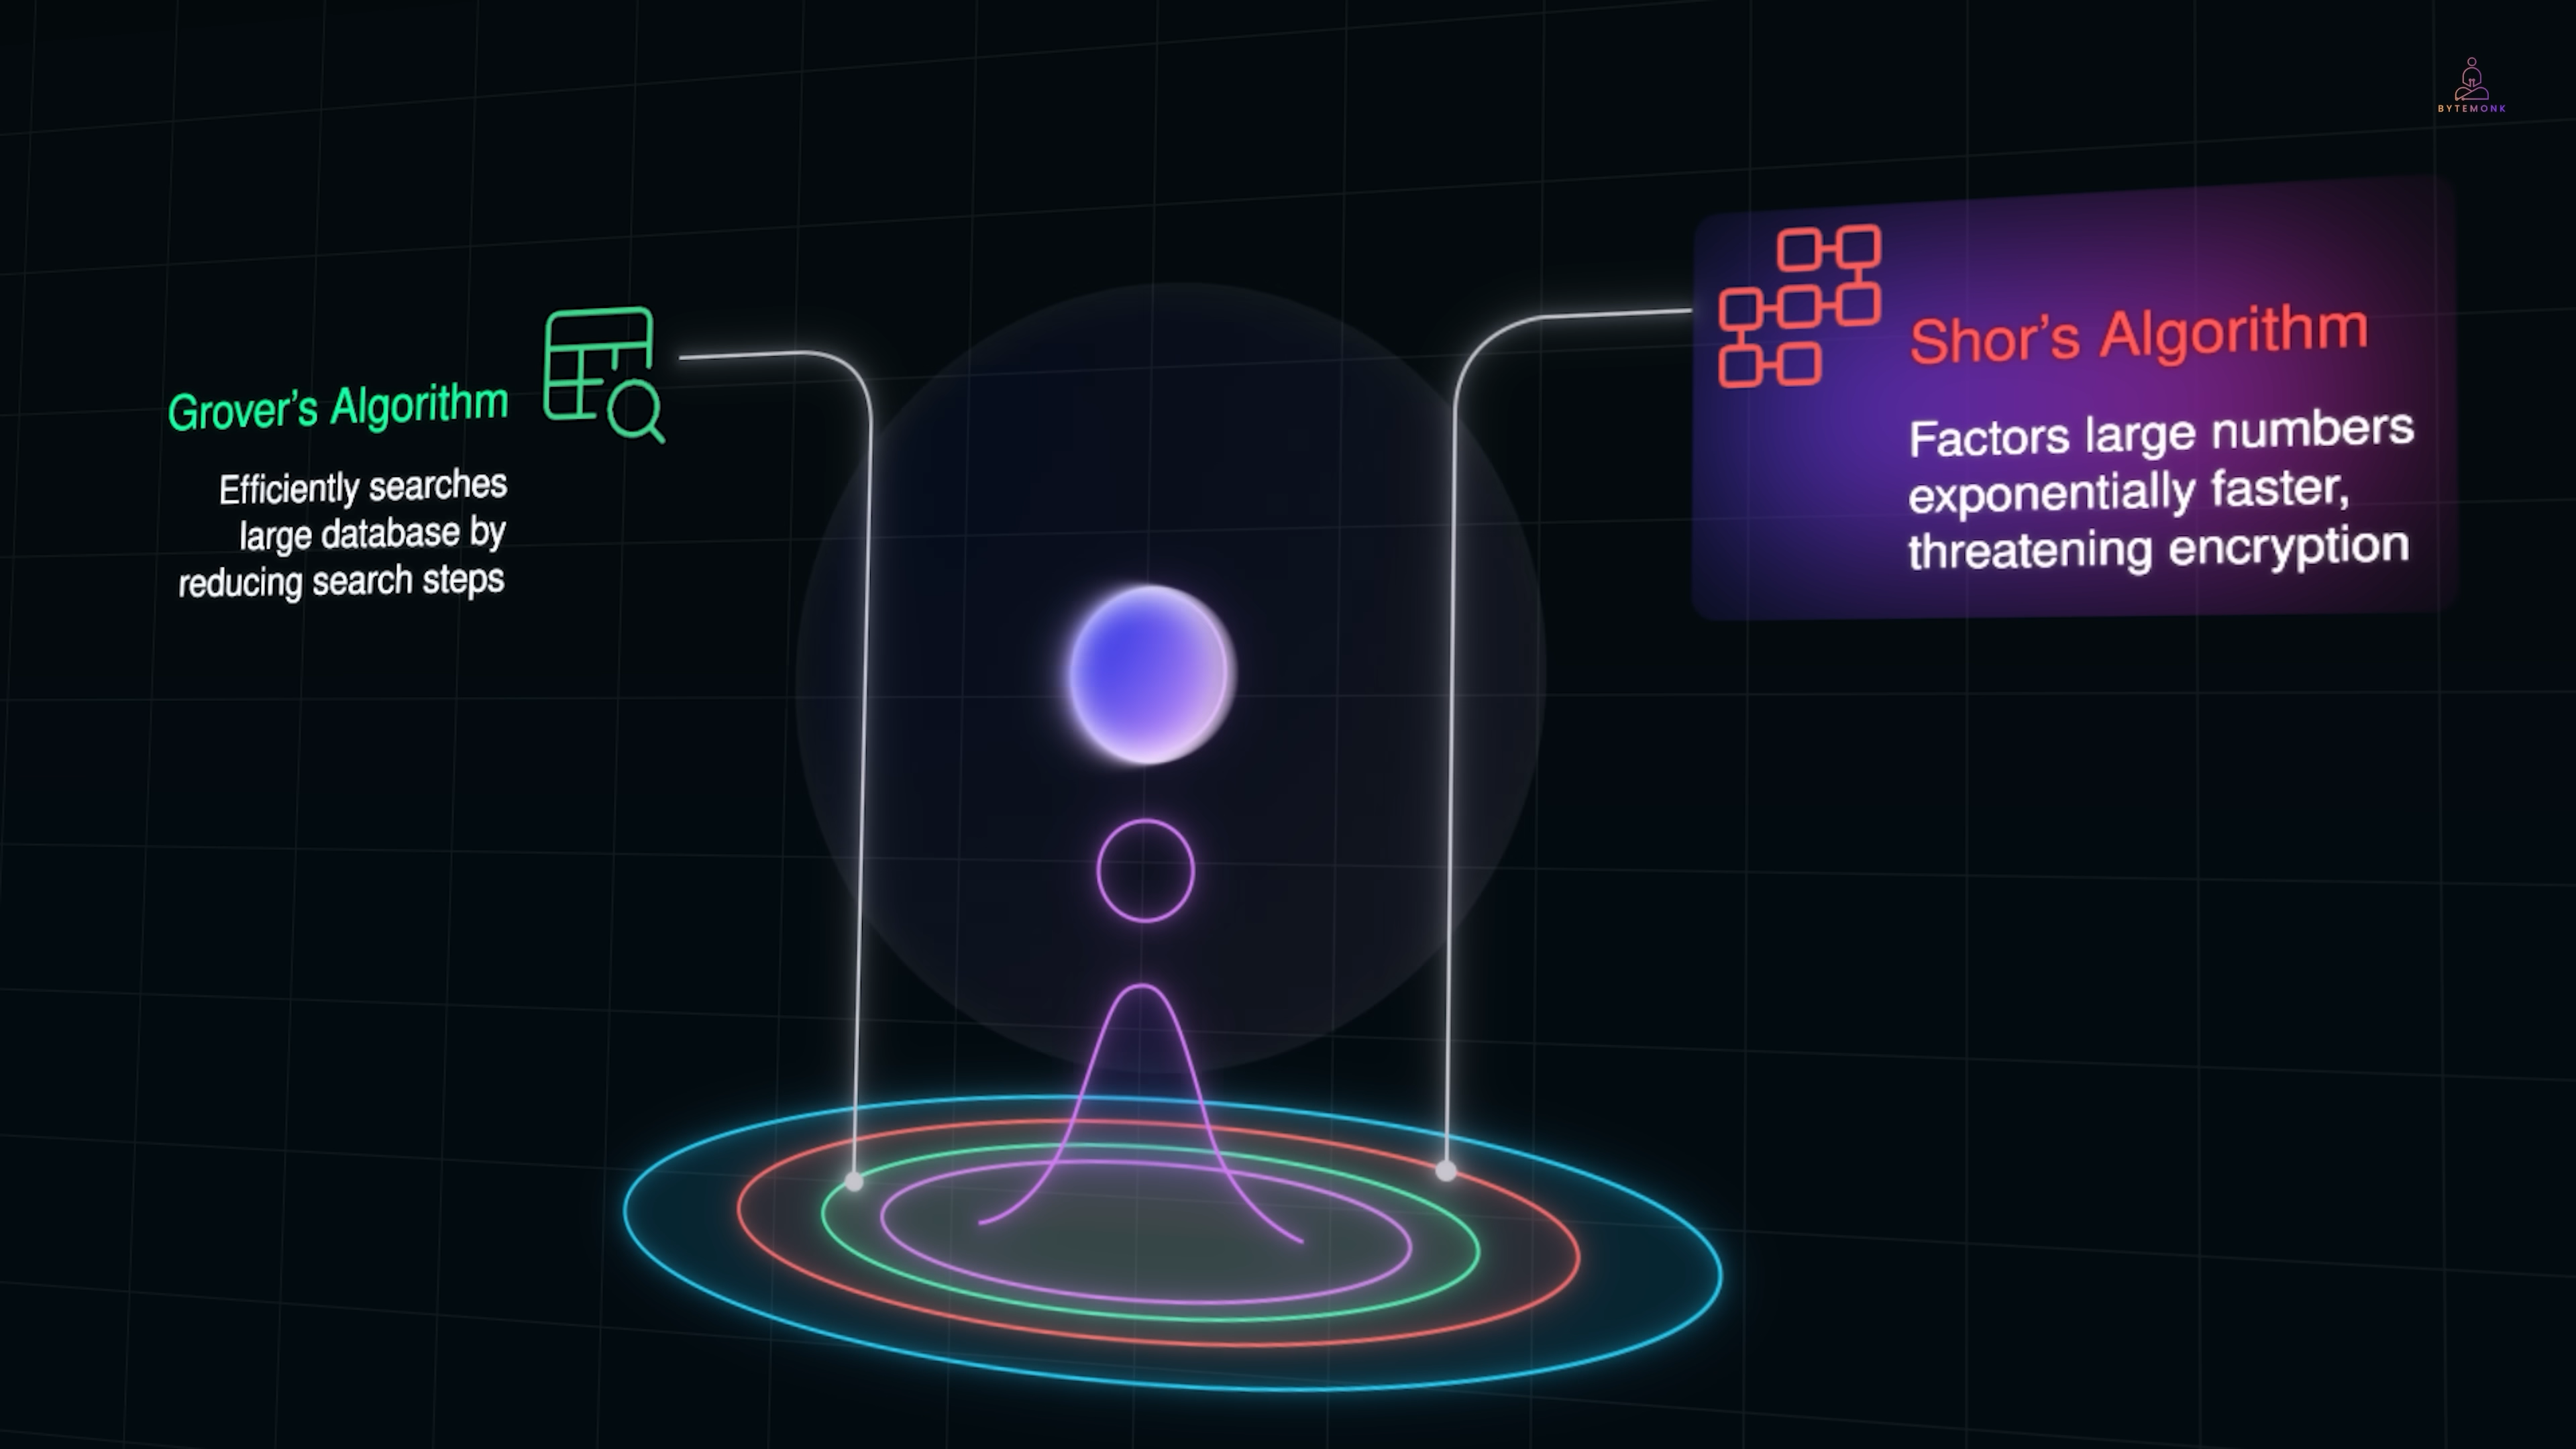 BYTEMONK
Grover’s Algorithm
Efficiently searches
large database by
reducing search steps
Shor’s Algorithm
Factors large numbers
exponentially faster,
threatening encryption